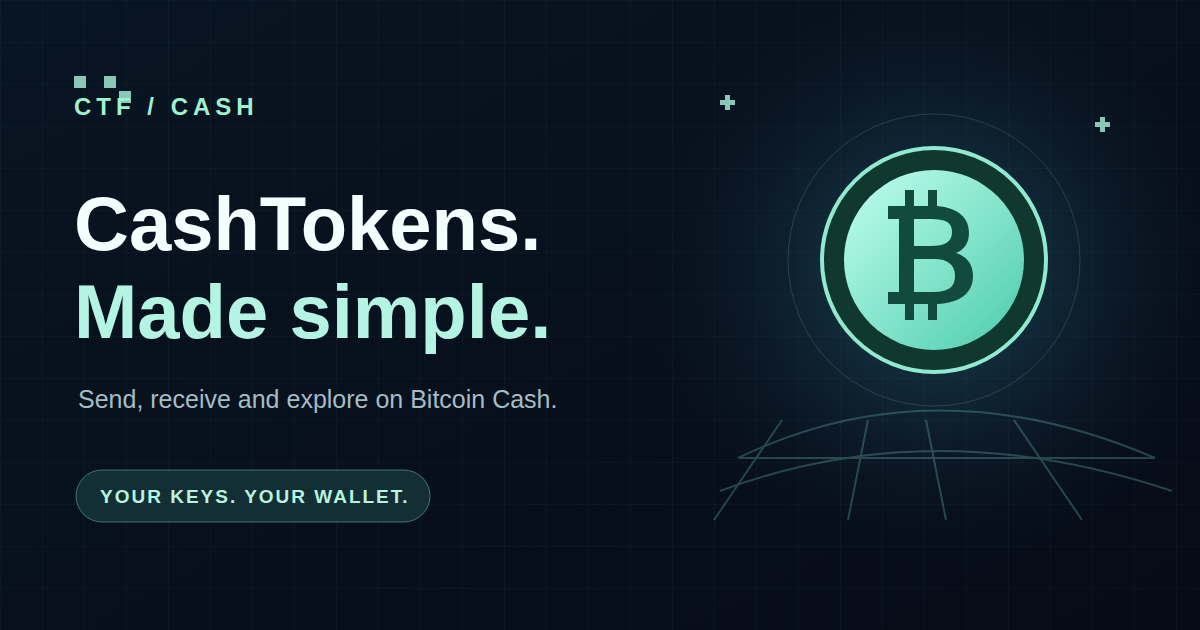 CTF / CASH
CashTokens.
Made simple.
Send, receive and explore on Bitcoin Cash.
YOUR KEYS. YOUR WALLET.